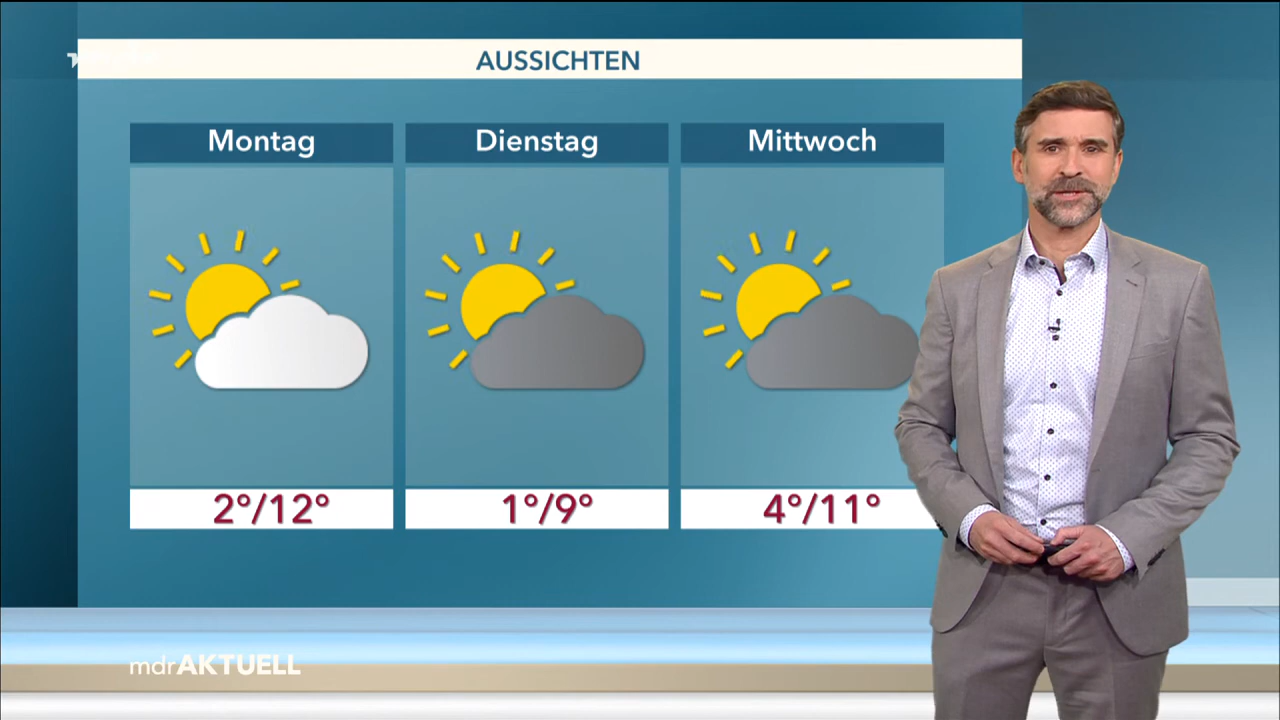 AUSSICHTEN
Montag
Dienstag
Mittwoch
2°/12°
1°/9°
4°/11°
mdrAKTUELL